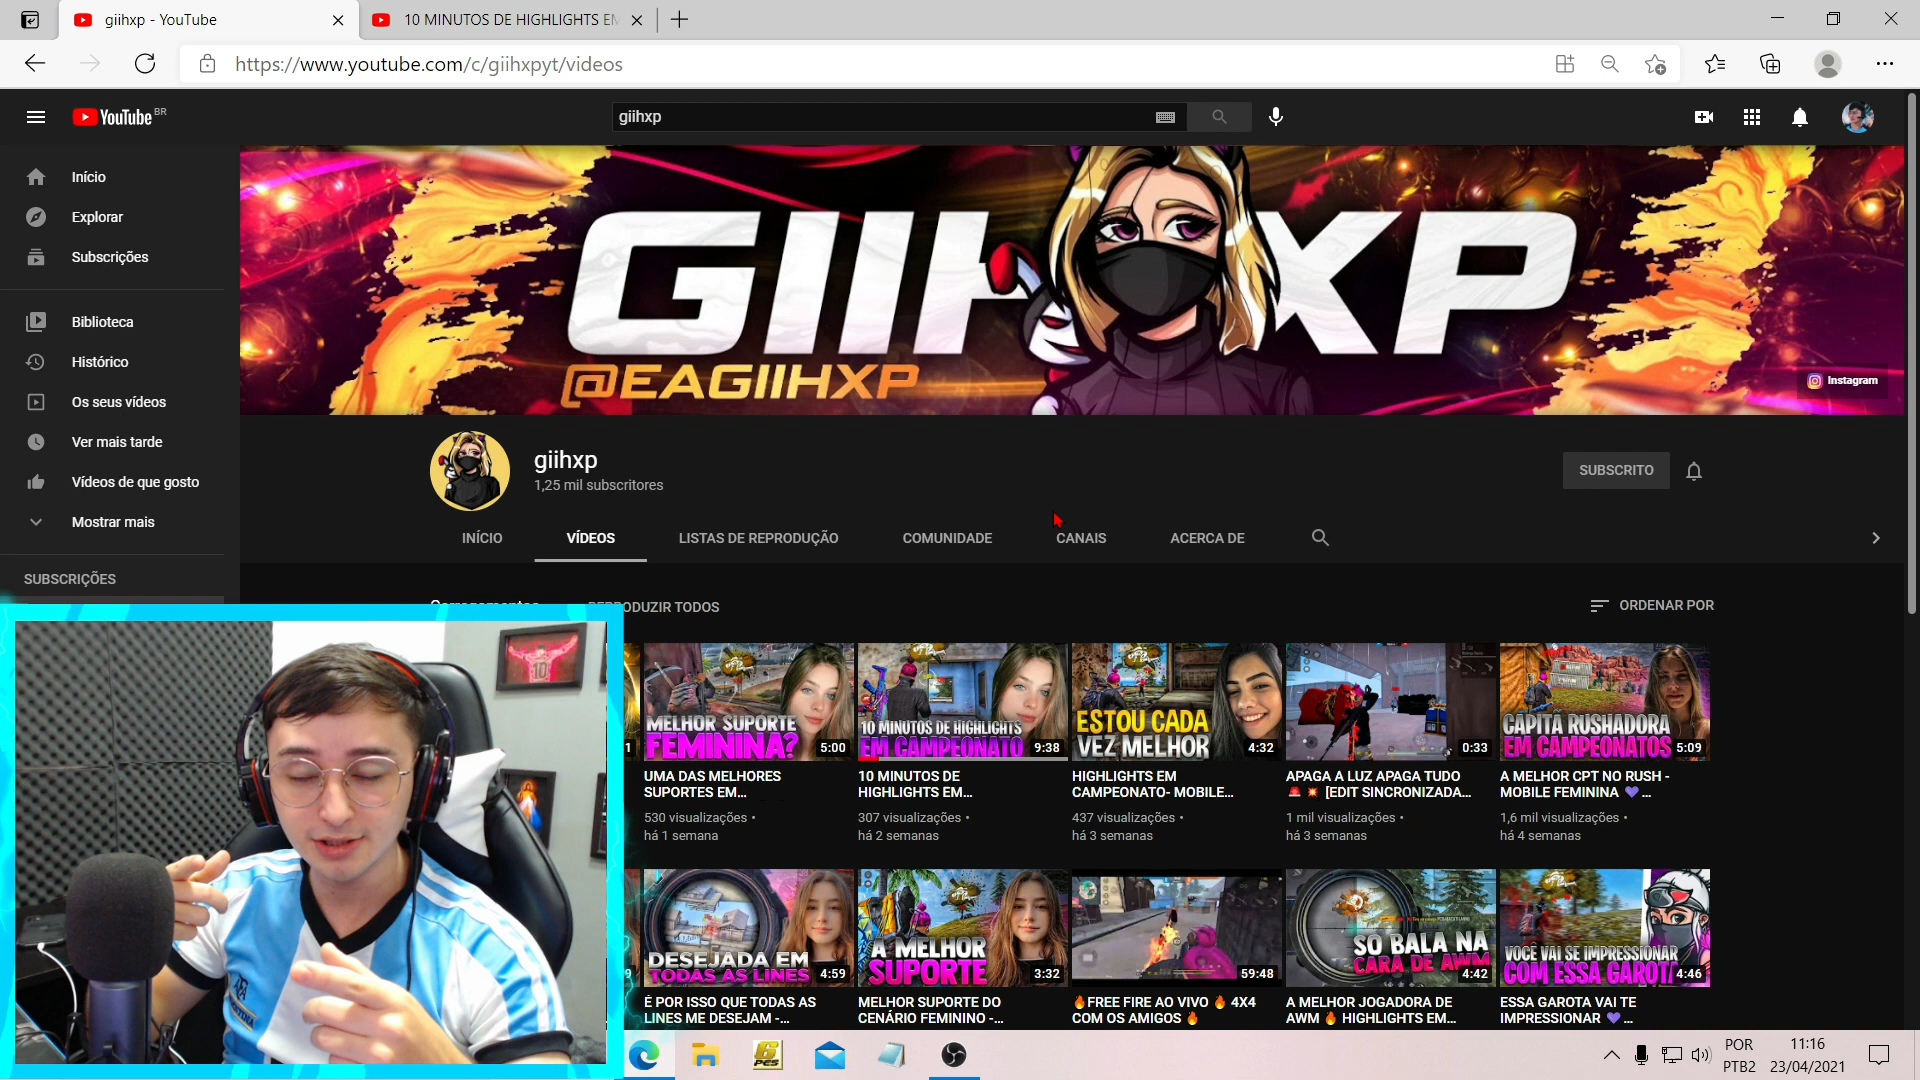 giihxp - YouTube
10 MINUTOS DE HIGHLIGHTS EM
https://www.youtube.com/c/giihxpyt/videos
YouTube BR
giihxp
Início
Explorar
Subscrições
Biblioteca
Histórico
Os seus vídeos
Ver mais tarde
Vídeos de que gosto
Mostrar mais
SUBSCRIÇÕES
GIIHXP
@EAGIIHXP
Instagram
giihxp
1,25 mil subscritores
SUBSCRITO
INÍCIO
VÍDEOS
LISTAS DE REPRODUÇÃO
COMUNIDADE
CANAIS
ACERCA DE
ORDENAR POR
MELHOR SUPORTE
FEMININA?
5:00
UMA DAS MELHORES
SUPORTES EM...
530 visualizações •
há 1 semana
10 MINUTOS DE HIGHLIGHTS
EM CAMPEONATO
9:38
10 MINUTOS DE
HIGHLIGHTS EM...
307 visualizações •
há 2 semanas
ESTOU CADA
VEZ MELHOR
4:32
HIGHLIGHTS EM
CAMPEONATO- MOBILE...
437 visualizações •
há 3 semanas
0:33
APAGA A LUZ APAGA TUDO
🚨 💥 [EDIT SINCRONIZADA...
1 mil visualizações •
há 3 semanas
CAPITÃ RUSHADORA
EM CAMPEONATOS
5:09
A MELHOR CPT NO RUSH -
MOBILE FEMININA 💜...
1,6 mil visualizações •
há 4 semanas
DESEJADA EM
TODAS AS LINES
4:59
É POR ISSO QUE TODAS AS
LINES ME DESEJAM -...
A MELHOR
SUPORTE
3:32
MELHOR SUPORTE DO
CENÁRIO FEMININO -...
59:48
🔥FREE FIRE AO VIVO 🔥 4X4
COM OS AMIGOS 🔥
SO BALA NA
CARA DE AWM
4:42
A MELHOR JOGADORA DE
AWM 🔥 HIGHLIGHTS EM...
VOCÊ VAI SE IMPRESSIONAR
COM ESSA GAROTA
4:46
ESSA GAROTA VAI TE
IMPRESSIONAR 💜...
10
AFA
6
PES
POR
PTB2
11:16
23/04/2021